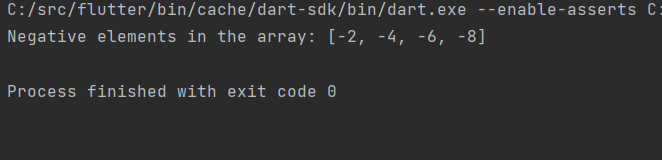 C:/src/flutter/bin/cache/dart-sdk/bin/dart.exe --enable-asserts C:
Negative elements in the array: [-2, -4, -6, -8]
Process finished with exit code 0